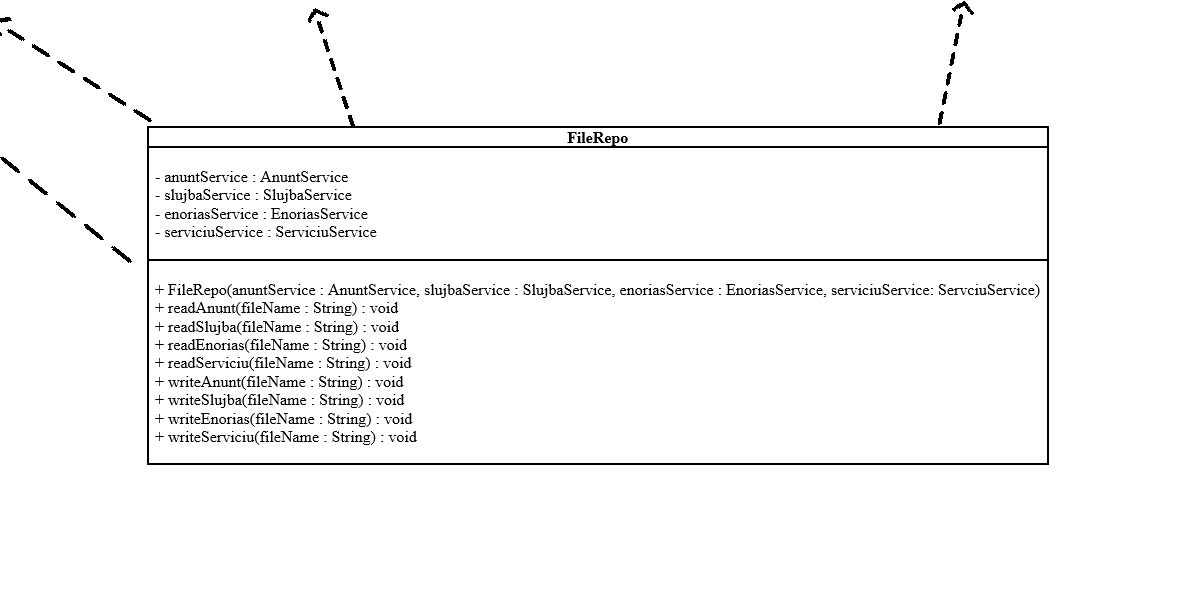 FileRepo
- anuntService : AnuntService
- slujbaService : SlujbaService
- enoriasService : EnoriasService
- serviciuService : ServiciuService
+ FileRepo(anuntService : AnuntService, slujbaService : SlujbaService, enoriasService : EnoriasService, serviciuService: ServciuService)
+ readAnunt(fileName : String) : void
+ readSlujba(fileName : String) : void
+ readEnorias(fileName : String) : void
+ readServiciu(fileName : String) : void
+ writeAnunt(fileName : String) : void
+ writeSlujba(fileName : String) : void
+ writeEnorias(fileName : String) : void
+ writeServiciu(fileName : String) : void